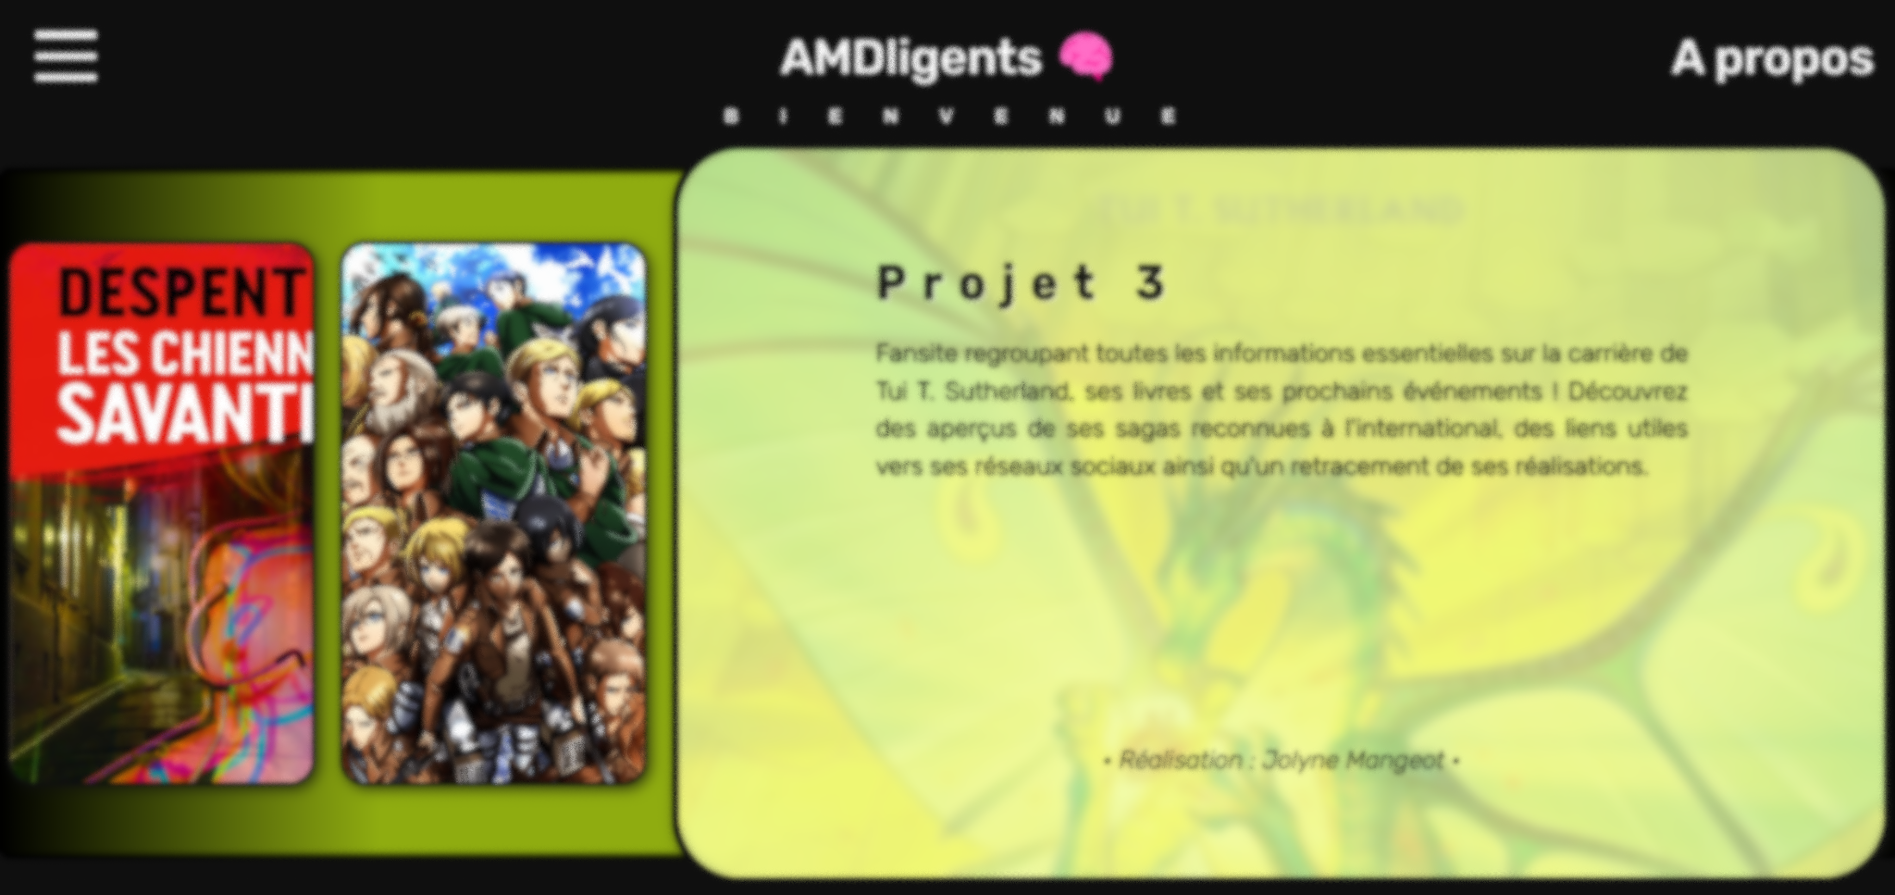 AMDligents
A propos
BIENVENUE
DESPENT
LES CHIENN
SAVANT
TUI T. SUTHERLAND
Projet 3
Fansite regroupant toutes les informations essentielles sur la carrière de
Tui T. Sutherland, ses livres et ses prochains événements ! Découvrez
des aperçus de ses sagas reconnues à l'international, des liens utiles
vers ses réseaux sociaux ainsi qu'un retracement de ses réalisations.
• Réalisation : Jolyne Mangeot •